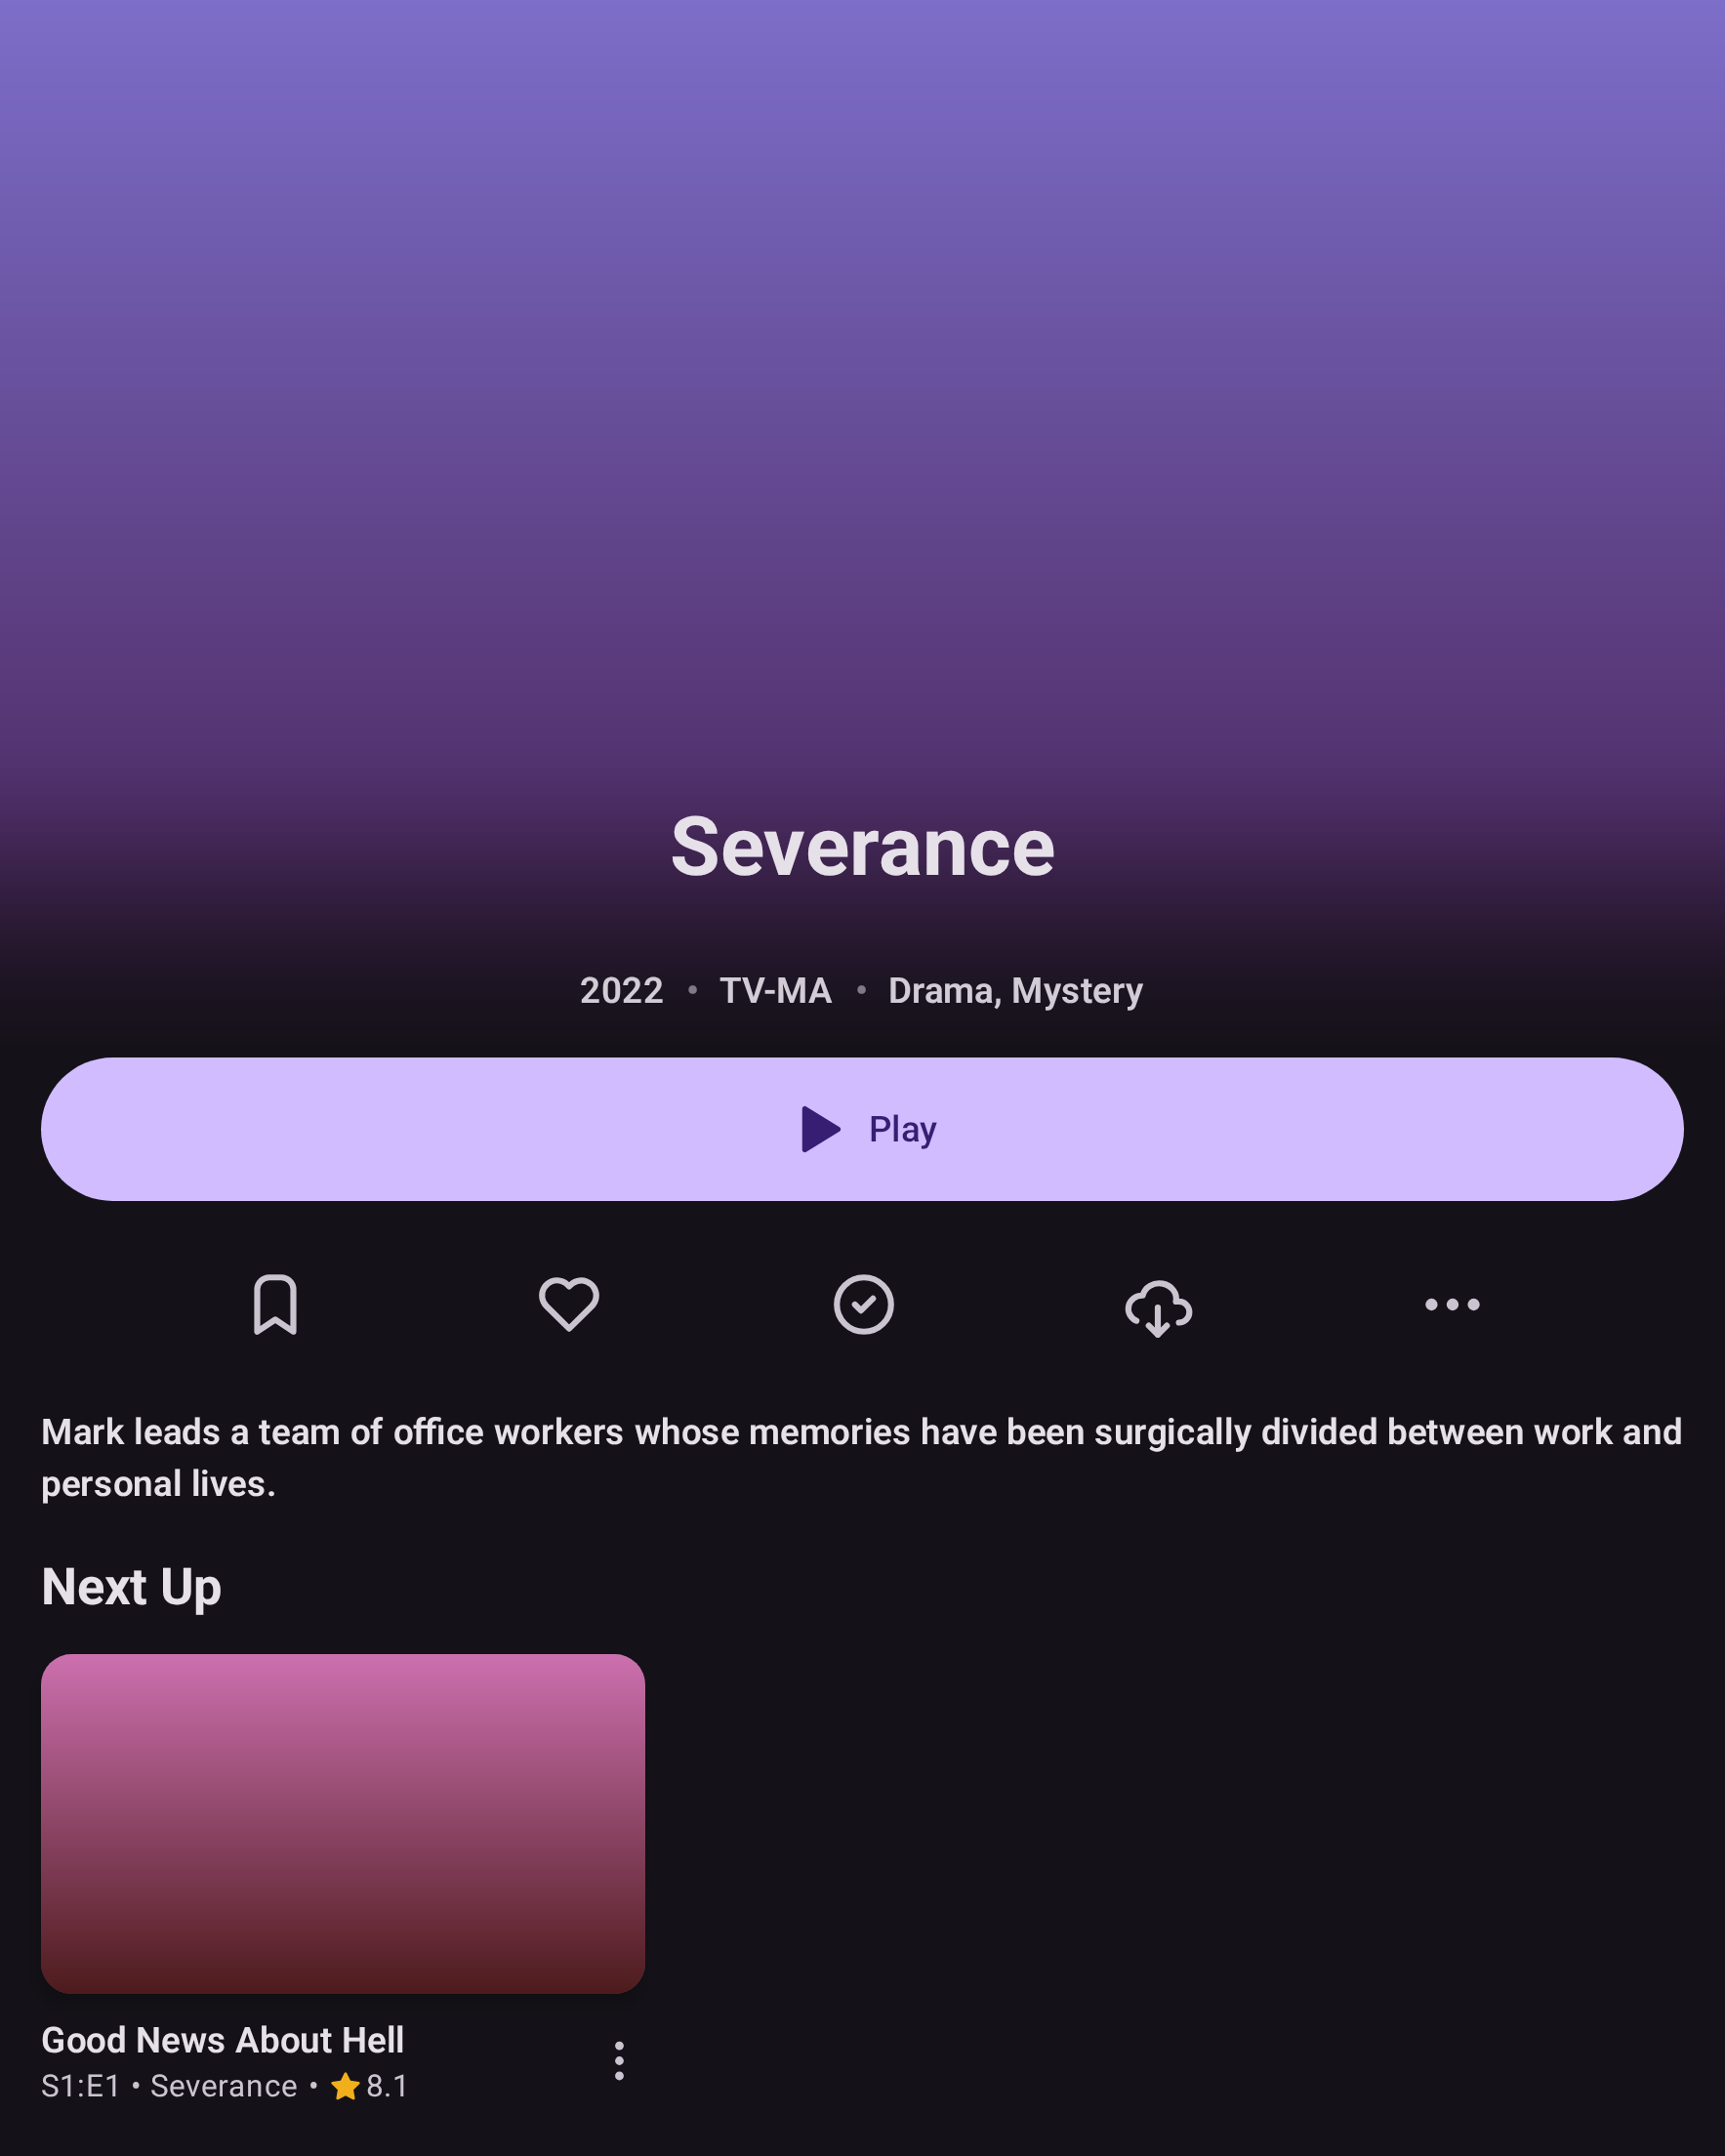 Severance
2022 • TV-MA • Drama, Mystery
Play
Mark leads a team of office workers whose memories have been surgically divided between work and
personal lives.
Next Up
Good News About Hell
S1:E1 • Severance • ⭐ 8.1